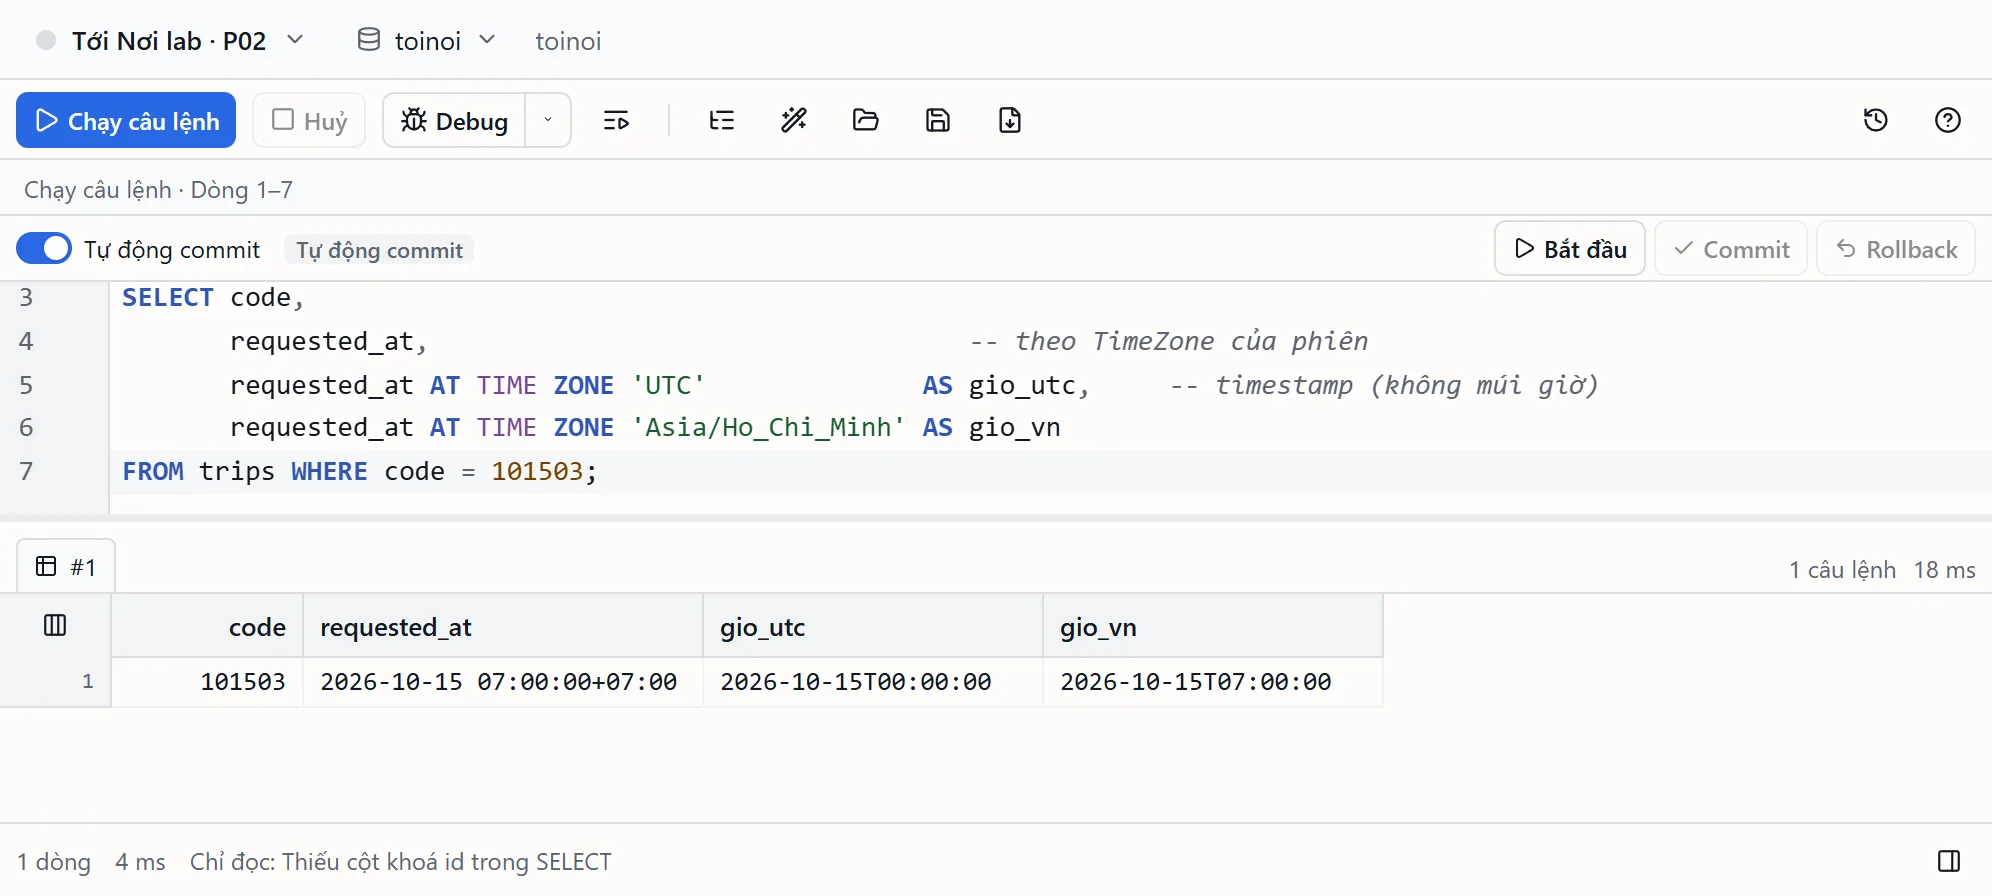 Tới Nơi lab · P02 toinoi toinoi
Chạy câu lệnh Huỷ Debug
Chạy câu lệnh · Dòng 1–7
Tự động commit Tự động commit Bắt đầu Commit Rollback
3 SELECT code,
4 requested_at, -- theo TimeZone của phiên
5 requested_at AT TIME ZONE 'UTC' AS gio_utc, -- timestamp (không múi giờ)
6 requested_at AT TIME ZONE 'Asia/Ho_Chi_Minh' AS gio_vn
7 FROM trips WHERE code = 101503;
#1 1 câu lệnh 18 ms
code requested_at gio_utc gio_vn
1 101503 2026-10-15 07:00:00+07:00 2026-10-15T00:00:00 2026-10-15T07:00:00
1 dòng 4 ms Chỉ đọc: Thiếu cột khoá id trong SELECT